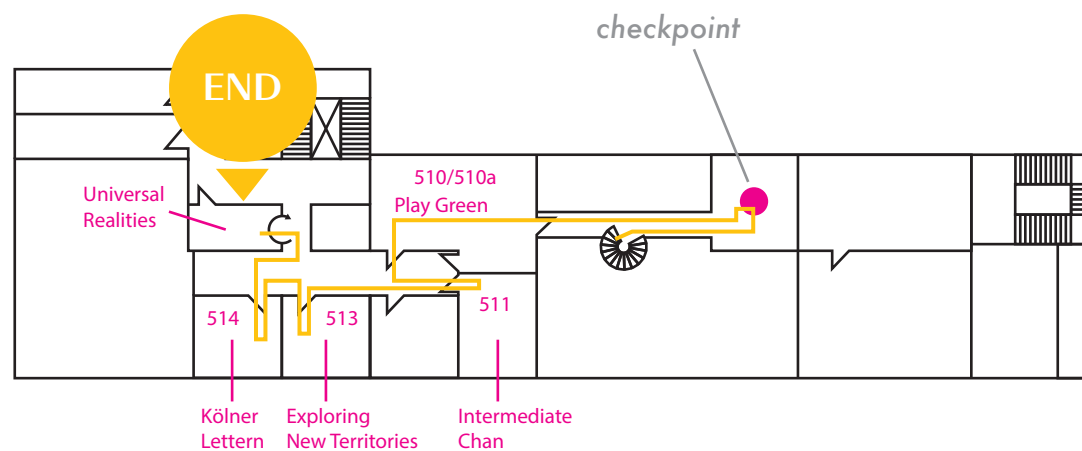 checkpoint
END
510/510a
Play Green
Universal
Realities
514
513
511
Kölner
Lettern
Exploring
New Territories
Intermediate
Chan